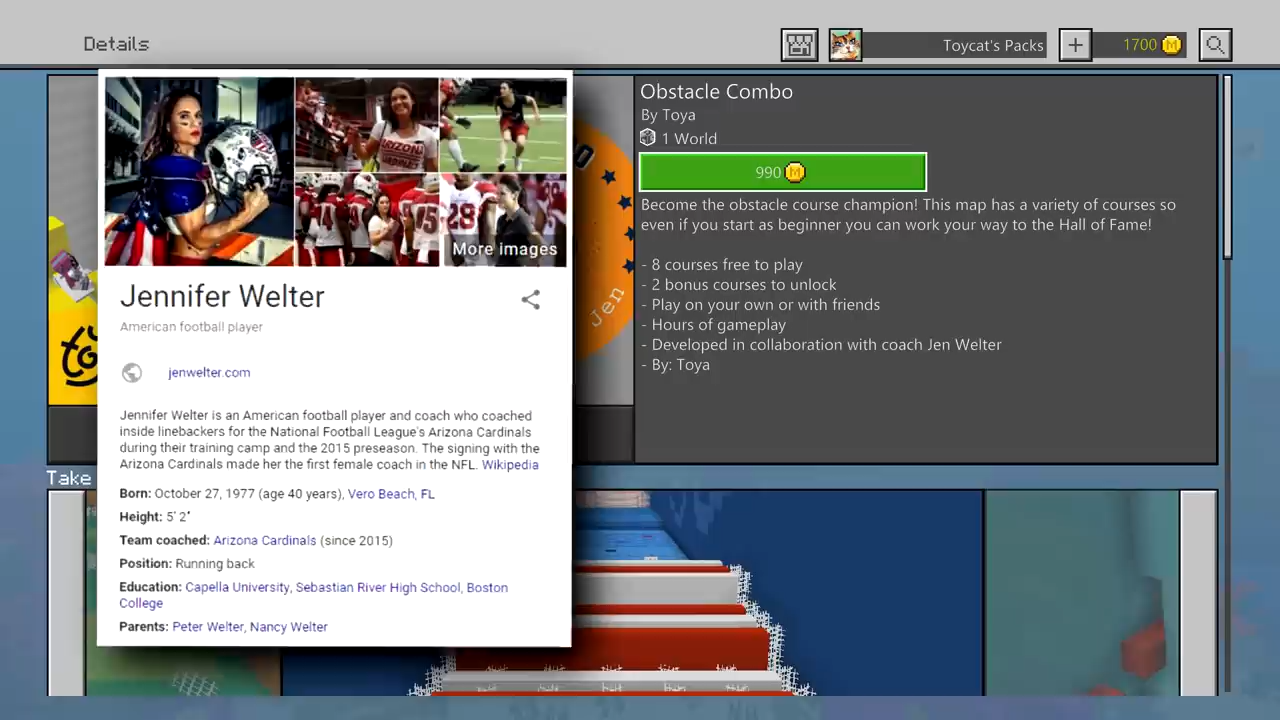 Details
Toycat's Packs
1700
Obstacle Combo
By Toya
1 World
990
Become the obstacle course champion! This map has a variety of courses so
even if you start as beginner you can work your way to the Hall of Fame!
- 8 courses free to play
- 2 bonus courses to unlock
- Play on your own or with friends
- Hours of gameplay
- Developed in collaboration with coach Jen Welter
- By: Toya
More images
Jennifer Welter
American football player
jenwelter.com
Jennifer Welter is an American football player and coach who coached
inside linebackers for the National Football League's Arizona Cardinals
during their training camp and the 2015 preseason. The signing with the
Arizona Cardinals made her the first female coach in the NFL. Wikipedia
Born: October 27, 1977 (age 40 years), Vero Beach, FL
Height: 5′ 2″
Team coached: Arizona Cardinals (since 2015)
Position: Running back
Education: Capella University, Sebastian River High School, Boston
College
Parents: Peter Welter, Nancy Welter
Jen
to
Take
ARIZONA
CARDINALS
28